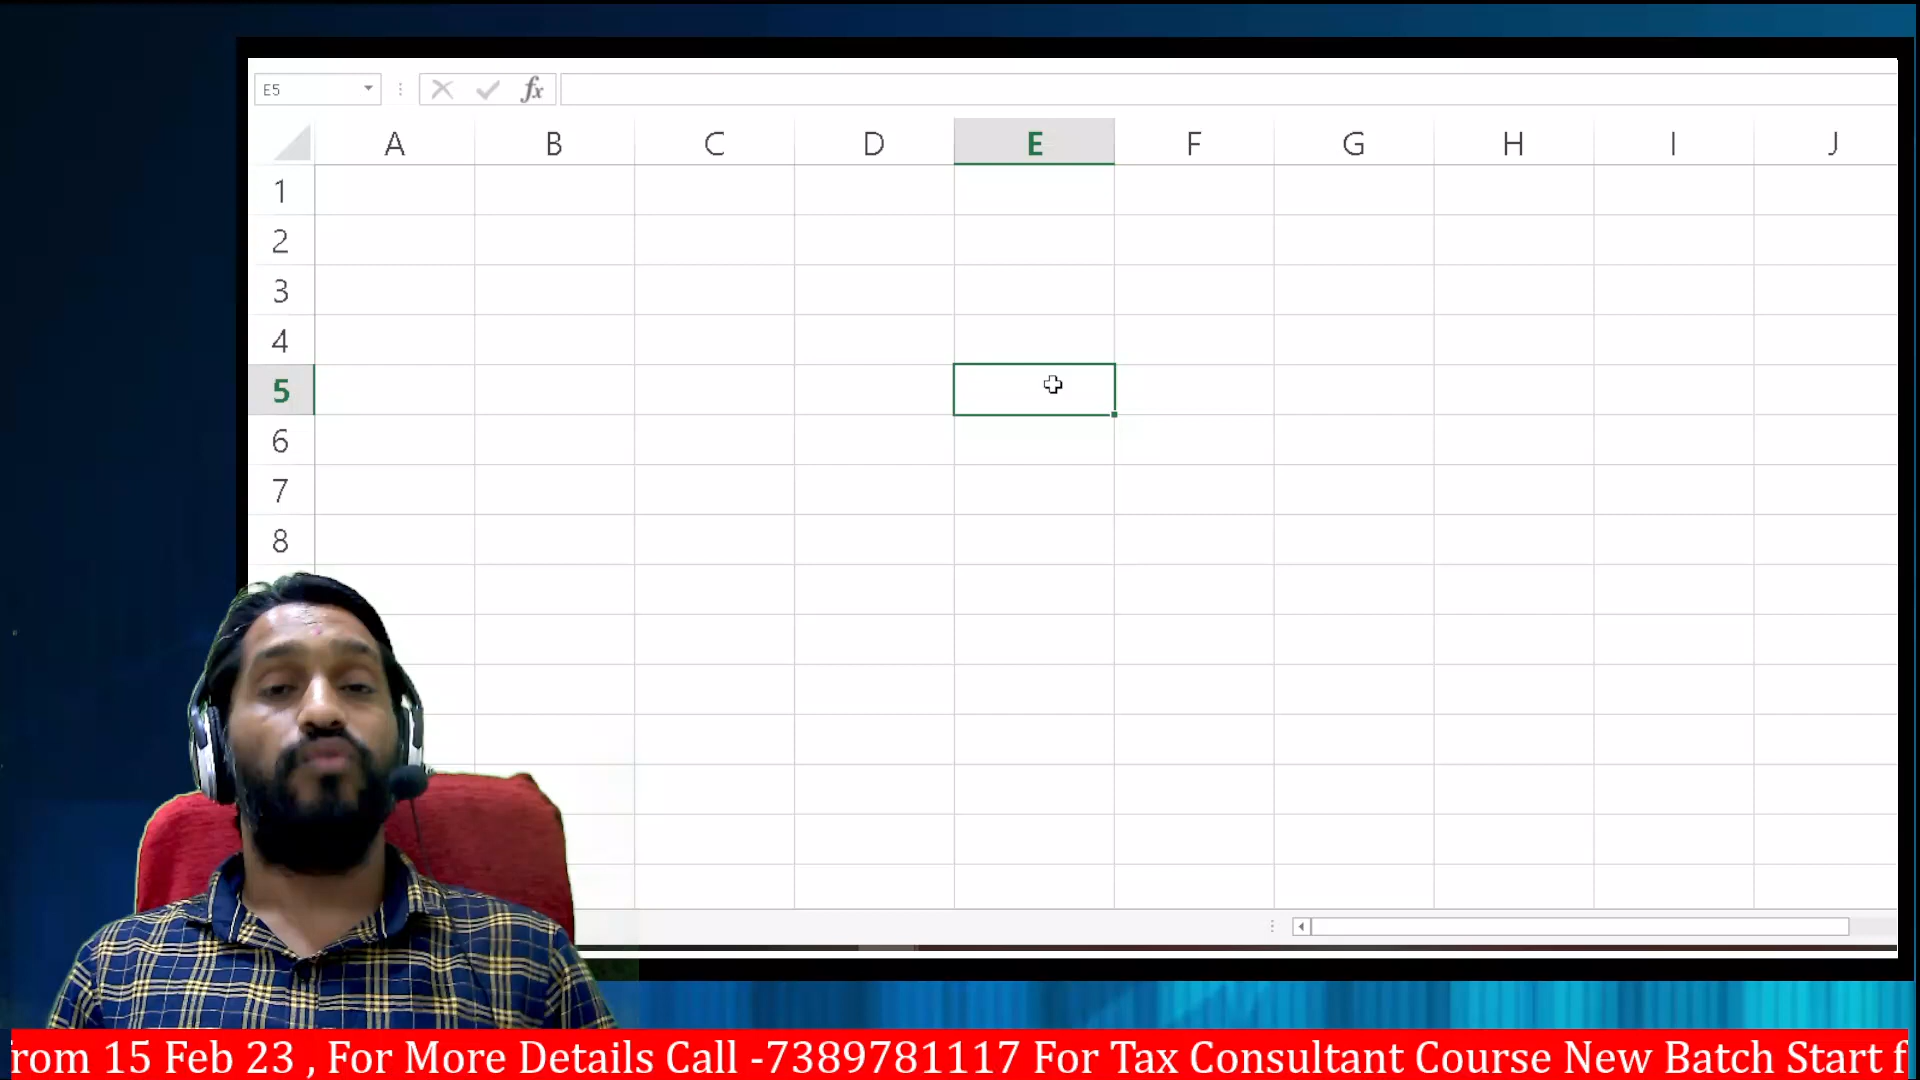 E5 fx
A B C D E F G H I J
1
2
3
4
5
6
7
8
rom 15 Feb 23 , For More Details Call -7389781117 For Tax Consultant Course New Batch Start f